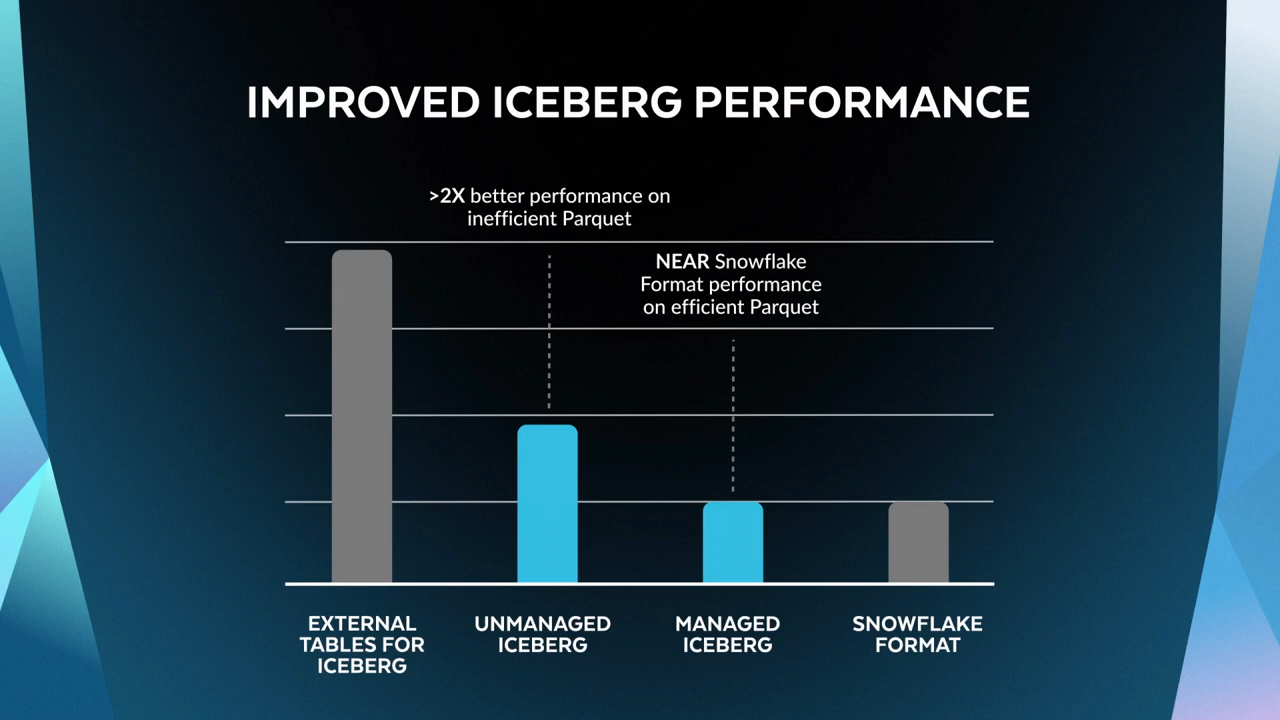 IMPROVED ICEBERG PERFORMANCE
>2X better performance on
inefficient Parquet
NEAR Snowflake
Format performance
on efficient Parquet
EXTERNAL
TABLES FOR
ICEBERG
UNMANAGED
ICEBERG
MANAGED
ICEBERG
SNOWFLAKE
FORMAT